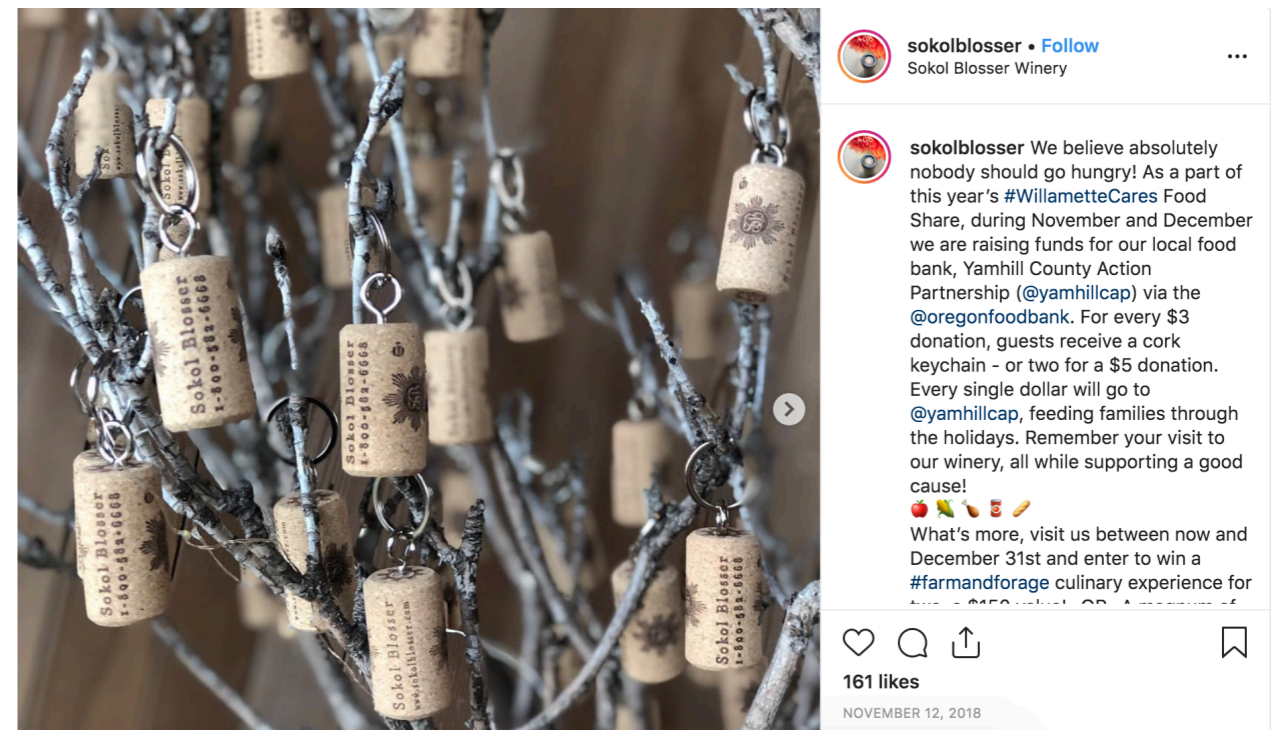 Sokol Blosser
1-800-582-6668
Sokol Blosser
1-800-582-6668
Sokol Blosser
1-800-582-6668
Sokol Blosser
www.sokolblosser.com
Sokol Blosser
1-800-582-6668
sokolblosser • Follow
Sokol Blosser Winery
sokolblosser We believe absolutely
nobody should go hungry! As a part of
this year’s #WillametteCares Food
Share, during November and December
we are raising funds for our local food
bank, Yamhill County Action
Partnership (@yamhillcap) via the
@oregonfoodbank. For every $3
donation, guests receive a cork
keychain - or two for a $5 donation.
Every single dollar will go to
@yamhillcap, feeding families through
the holidays. Remember your visit to
our winery, all while supporting a good
cause!
🍎 🌽 🍗 🥫 🥖
What’s more, visit us between now and
December 31st and enter to win a
#farmandforage culinary experience for
161 likes
NOVEMBER 12, 2018